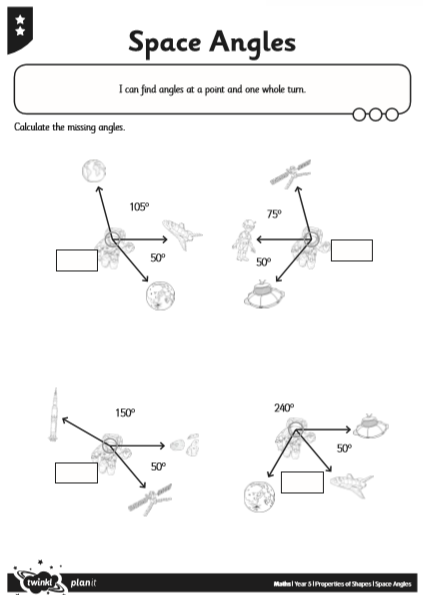 Space Angles
I can find angles at a point and one whole turn.
Calculate the missing angles.
105º
50º
75º
50º
150º
50º
240º
50º
twinkl planit
Maths | Year 5 | Properties of Shapes | Space Angles